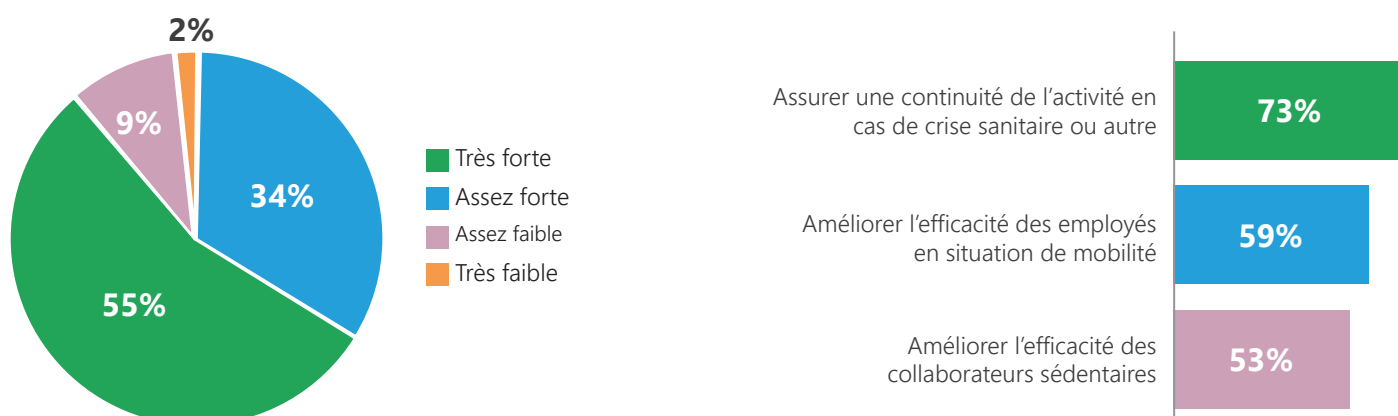 2%
9%
34%
55%
Très forte
Assez forte
Assez faible
Très faible
Assurer une continuité de l’activité en
cas de crise sanitaire ou autre
73%
Améliorer l’efficacité des employés
en situation de mobilité
59%
Améliorer l’efficacité des
collaborateurs sédentaires
53%